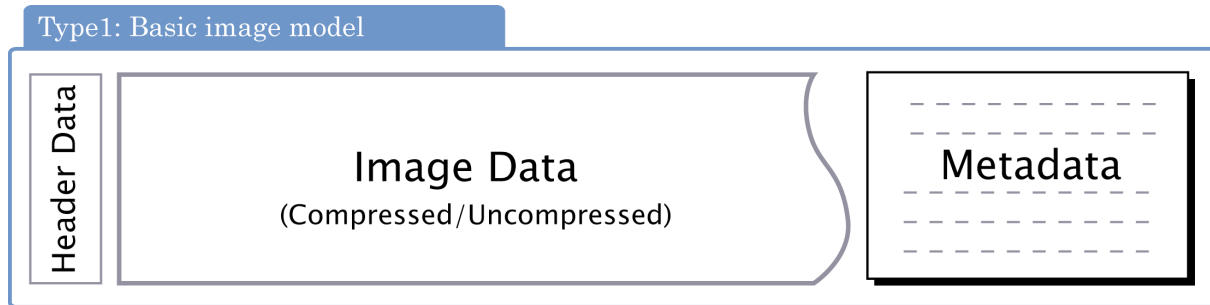 Type1: Basic image model
Header Data
Image Data
(Compressed/Uncompressed)
Metadata